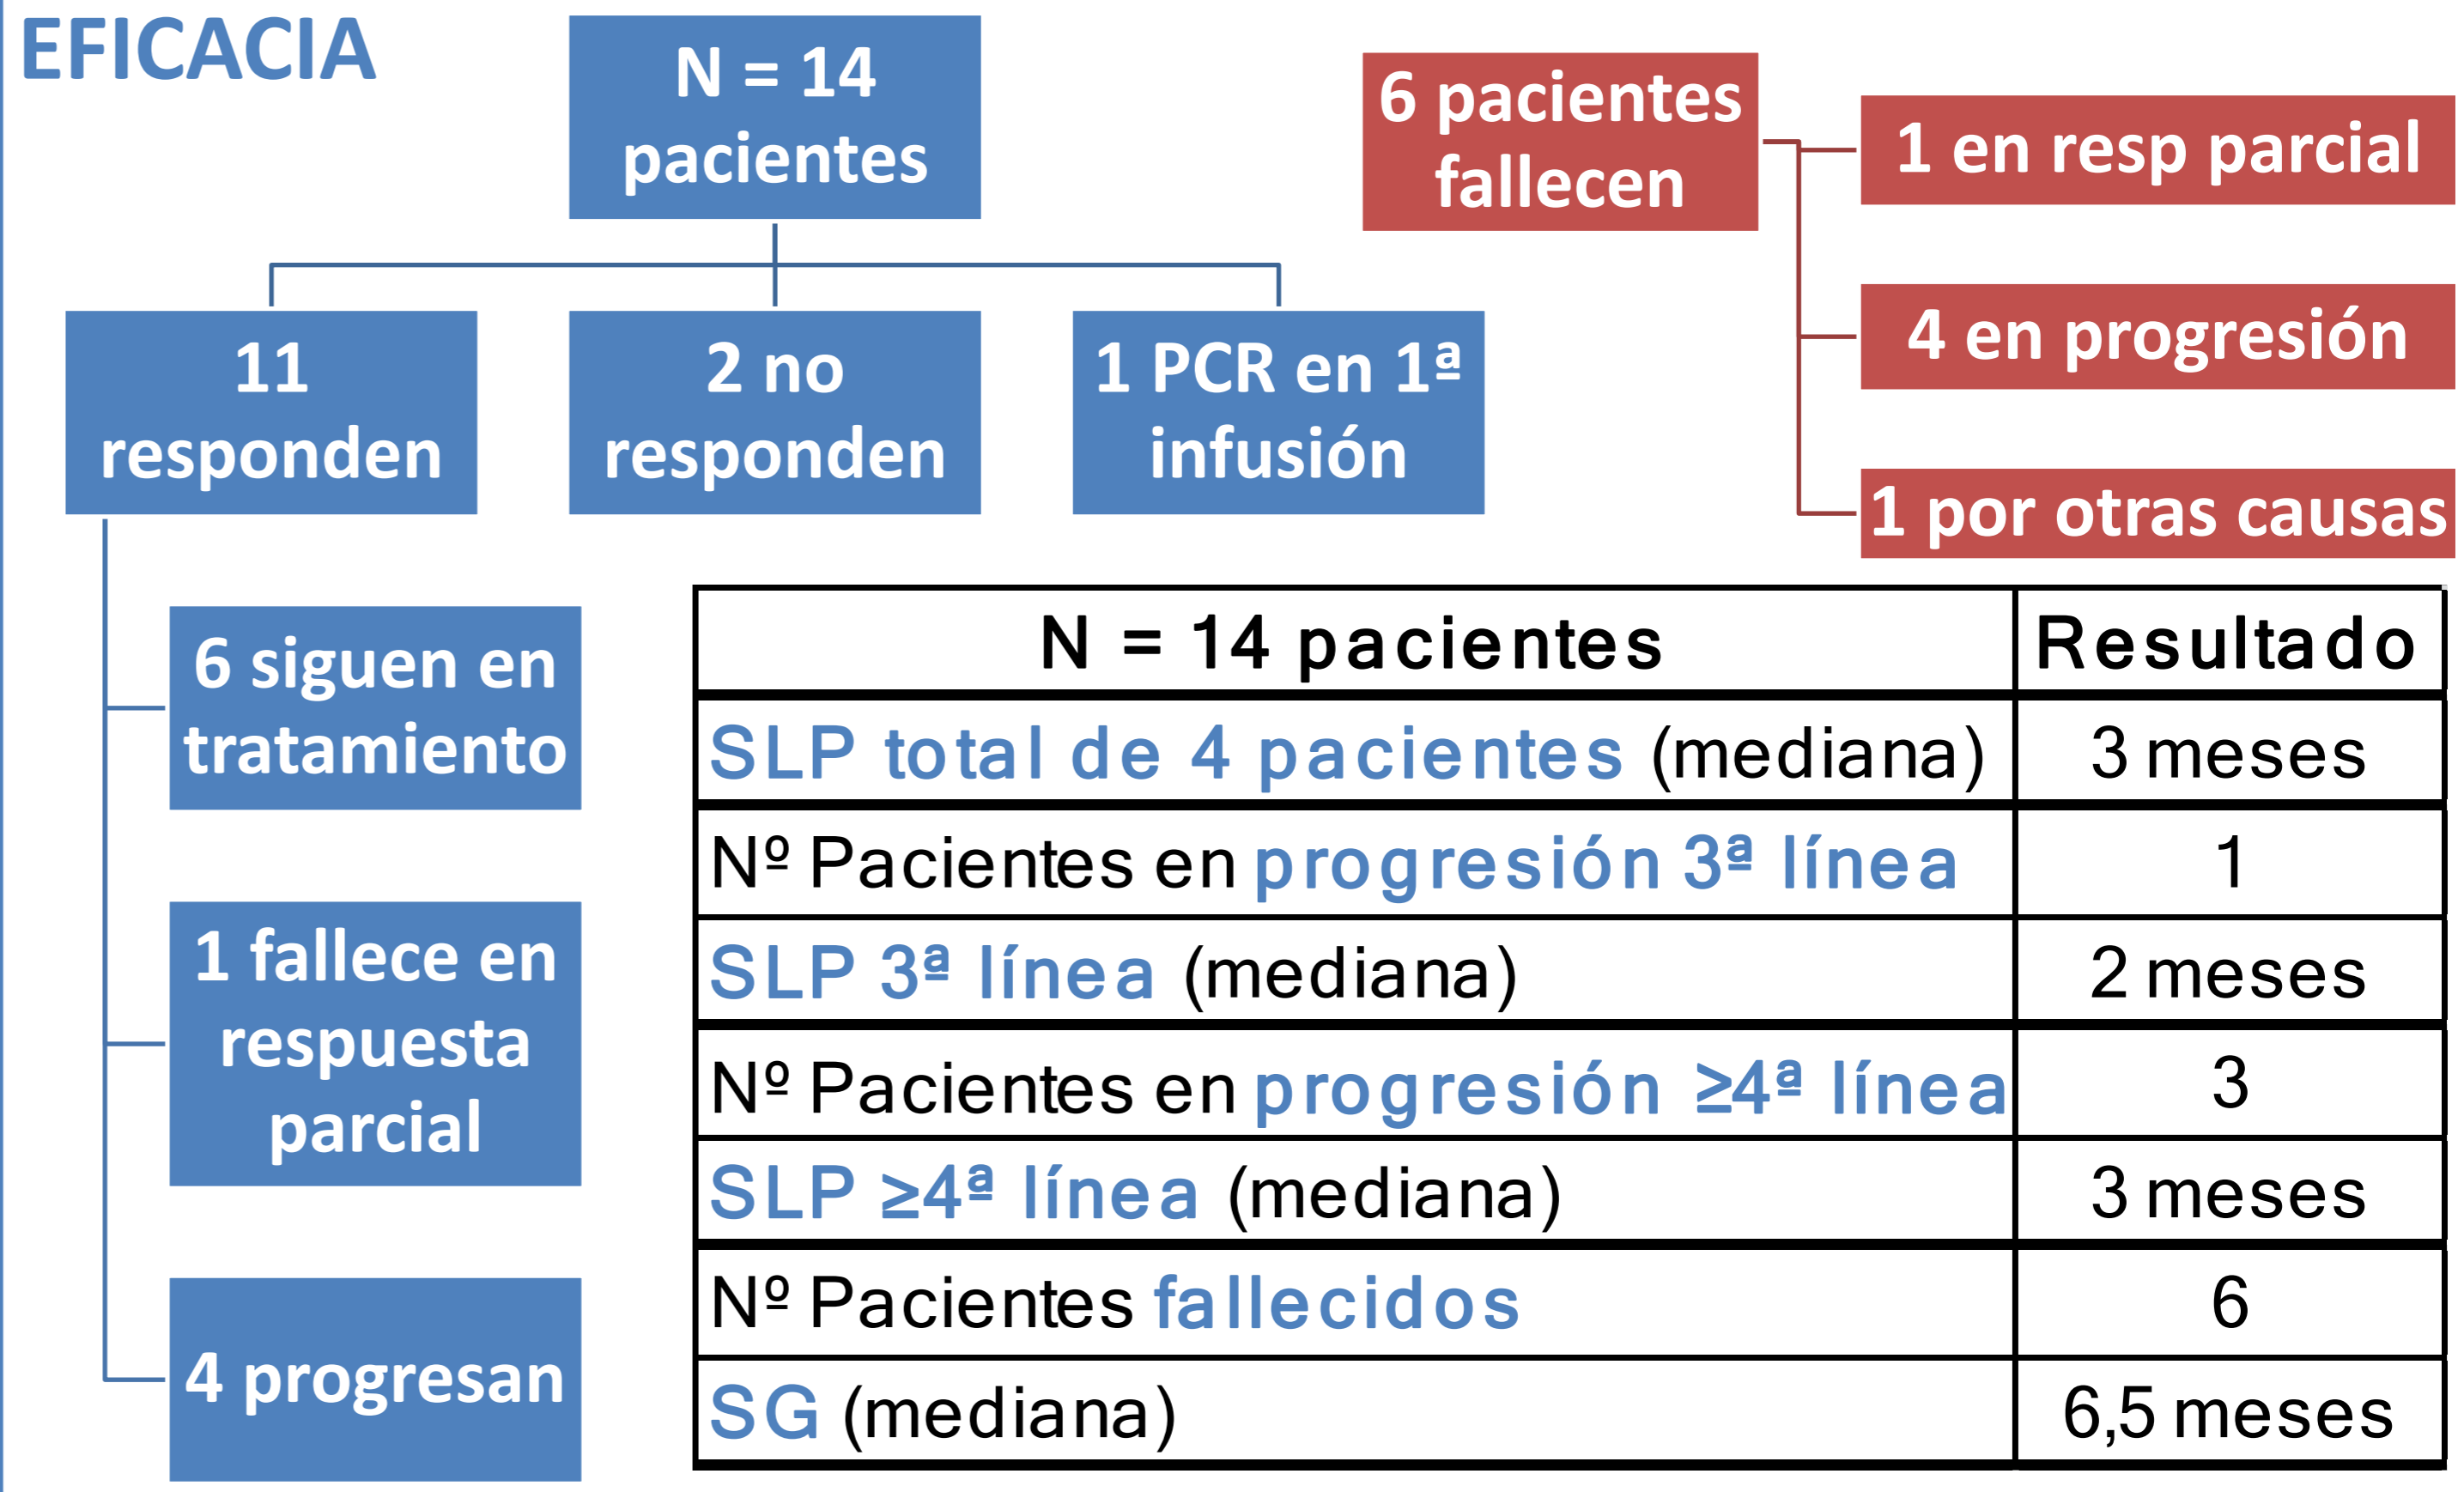 EFICACIA
N = 14
pacientes
11
responden
2 no
responden
1 PCR en 1ª
infusión
6 siguen en
tratamiento
1 fallece en
respuesta
parcial
4 progresan
6 pacientes
fallecen
1 en resp parcial
4 en progresión
1 por otras causas
N = 14 pacientes Resultado
SLP total de 4 pacientes (mediana) 3 meses
Nº Pacientes en progresión 3ª línea 1
SLP 3ª línea (mediana) 2 meses
Nº Pacientes en progresión ≥4ª línea 3
SLP ≥4ª línea (mediana) 3 meses
Nº Pacientes fallecidos 6
SG (mediana) 6,5 meses